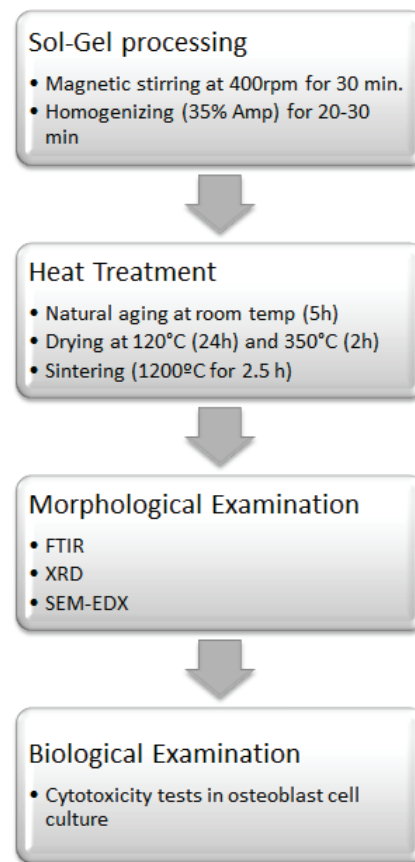 Sol-Gel processing
• Magnetic stirring at 400rpm for 30 min.
• Homogenizing (35% Amp) for 20-30
min
Heat Treatment
• Natural aging at room temp (5h)
• Drying at 120°C (24h) and 350°C (2h)
• Sintering (1200ºC for 2.5 h)
Morphological Examination
• FTIR
• XRD
• SEM-EDX
Biological Examination
• Cytotoxicity tests in osteoblast cell
culture